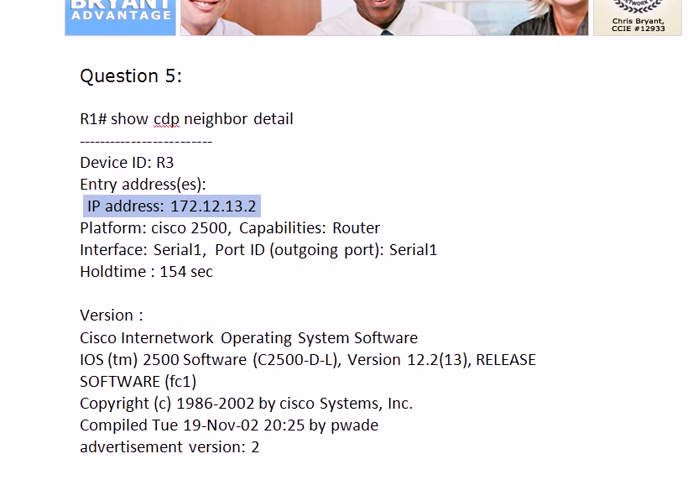 BRYANT
ADVANTAGE
Chris Bryant,
CCIE #12933
Question 5:
R1# show cdp neighbor detail
-------------------------
Device ID: R3
Entry address(es):
IP address: 172.12.13.2
Platform: cisco 2500, Capabilities: Router
Interface: Serial1, Port ID (outgoing port): Serial1
Holdtime : 154 sec
Version :
Cisco Internetwork Operating System Software
IOS (tm) 2500 Software (C2500-D-L), Version 12.2(13), RELEASE
SOFTWARE (fc1)
Copyright (c) 1986-2002 by cisco Systems, Inc.
Compiled Tue 19-Nov-02 20:25 by pwade
advertisement version: 2